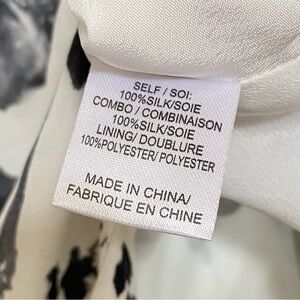 SELF / SOI:
100%SILK/SOIE
COMBO / COMBINAISON
100%SILK/SOIE
LINING/ DOUBLURE
100%POLYESTER/ POLYESTER
MADE IN CHINA/
FABRIQUE EN CHINE